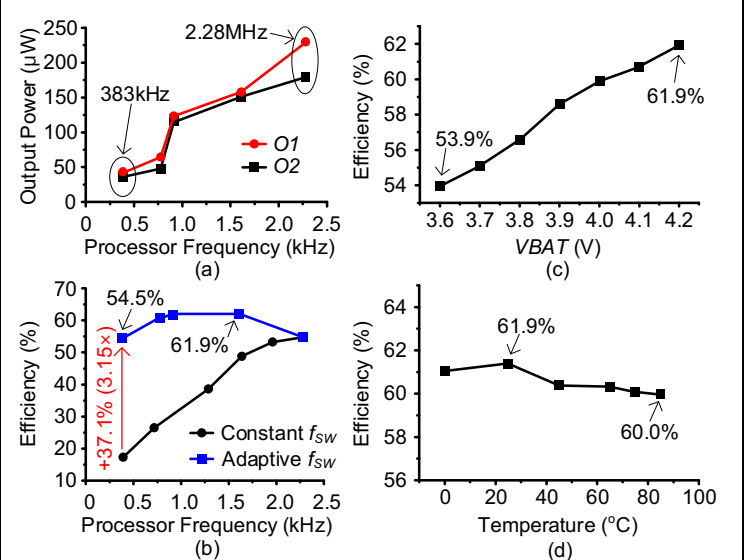 250
200
150
100
50
0
Output Power (µW)
2.28MHz
383kHz
O1
O2
0 0.5 1.0 1.5 2.0 2.5
Processor Frequency (kHz)
(a)
62
60
58
56
54
Efficiency (%)
53.9%
61.9%
3.6 3.7 3.8 3.9 4.0 4.1 4.2
VBAT (V)
(c)
70
60
50
40
30
20
10
Efficiency (%)
54.5%
61.9%
+37.1% (3.15×)
Constant fSW
Adaptive fSW
0 0.5 1.0 1.5 2.0 2.5
Processor Frequency (kHz)
(b)
64
62
60
58
56
Efficiency (%)
61.9%
60.0%
0 20 40 60 80 100
Temperature (°C)
(d)